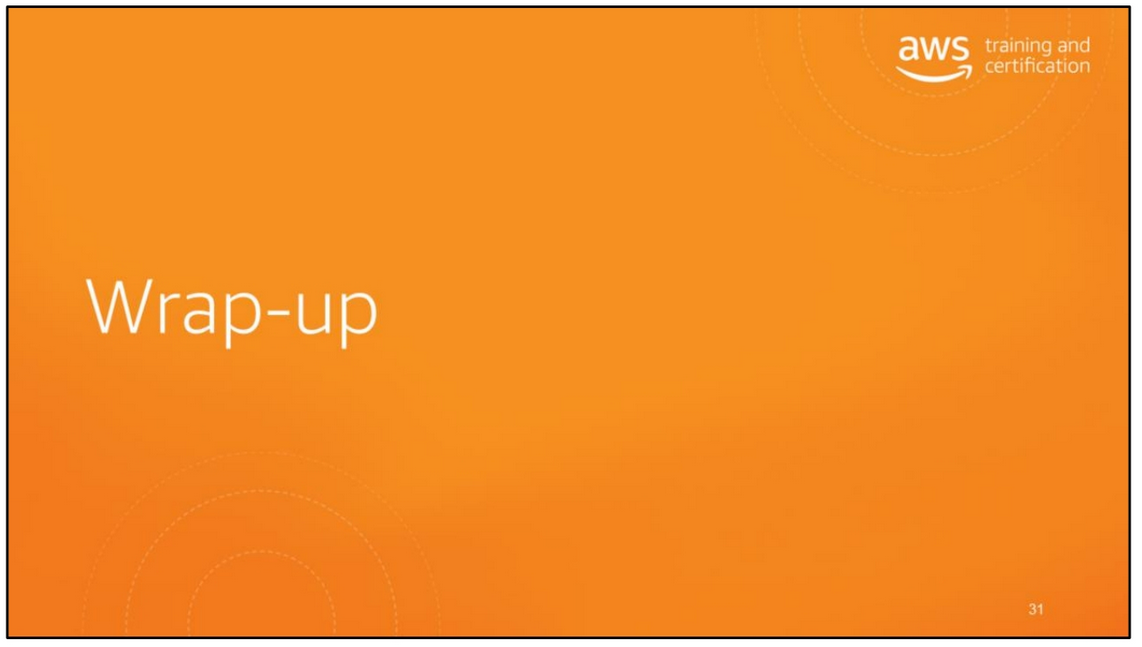 aws training and
certification
Wrap-up
31